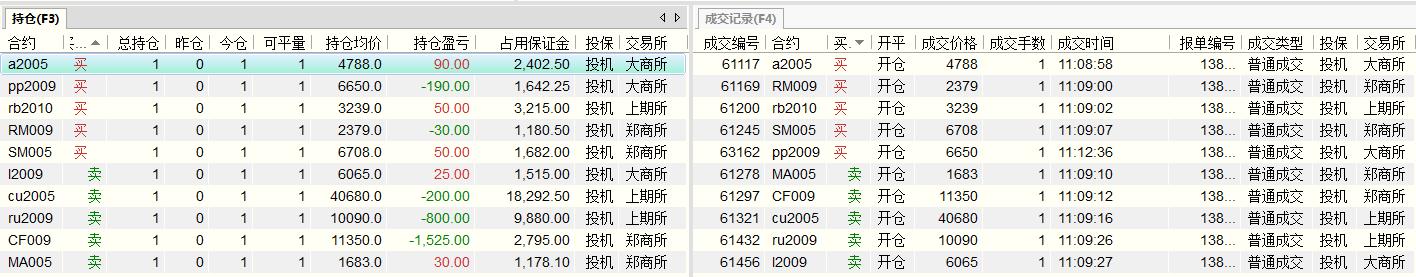 持仓(F3)
合约 ... 总持仓 昨仓 今仓 可平量 持仓均价 持仓盈亏 占用保证金 投保 交易所
a2005 买 1 0 1 1 4788.0 90.00 2,402.50 投机 大商所
pp2009 买 1 0 1 1 6650.0 -190.00 1,642.25 投机 大商所
rb2010 买 1 0 1 1 3239.0 50.00 3,215.00 投机 上期所
RM009 买 1 0 1 1 2379.0 -30.00 1,180.50 投机 郑商所
SM005 买 1 0 1 1 6708.0 50.00 1,682.00 投机 郑商所
l2009 卖 1 0 1 1 6065.0 25.00 1,515.00 投机 大商所
cu2005 卖 1 0 1 1 40680.0 -200.00 18,292.50 投机 上期所
ru2009 卖 1 0 1 1 10090.0 -800.00 9,880.00 投机 上期所
CF009 卖 1 0 1 1 11350.0 -1,525.00 2,795.00 投机 郑商所
MA005 卖 1 0 1 1 1683.0 30.00 1,178.10 投机 郑商所
成交记录(F4)
成交编号 合约 买. 开平 成交价格 成交手数 成交时间 报单编号 成交类型 投保 交易所
61117 a2005 买 开仓 4788 1 11:08:58 138... 普通成交 投机 大商所
61169 RM009 买 开仓 2379 1 11:09:00 138... 普通成交 投机 郑商所
61200 rb2010 买 开仓 3239 1 11:09:02 138... 普通成交 投机 上期所
61245 SM005 买 开仓 6708 1 11:09:07 138... 普通成交 投机 郑商所
63162 pp2009 买 开仓 6650 1 11:12:36 138... 普通成交 投机 大商所
61278 MA005 卖 开仓 1683 1 11:09:10 138... 普通成交 投机 郑商所
61297 CF009 卖 开仓 11350 1 11:09:12 138... 普通成交 投机 郑商所
61321 cu2005 卖 开仓 40680 1 11:09:16 138... 普通成交 投机 上期所
61432 ru2009 卖 开仓 10090 1 11:09:26 138... 普通成交 投机 上期所
61456 l2009 卖 开仓 6065 1 11:09:27 138... 普通成交 投机 大商所